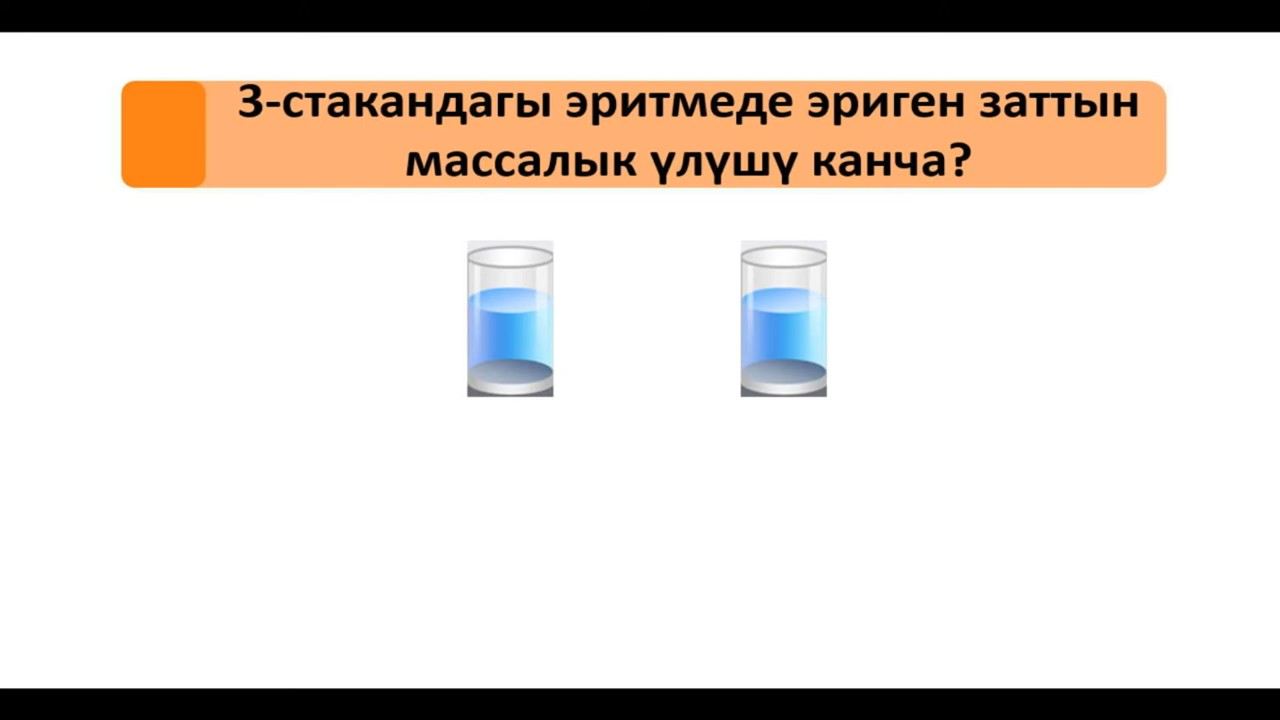 3-стакандагы эритмеде эриген заттын
массалык үлүшү канча?